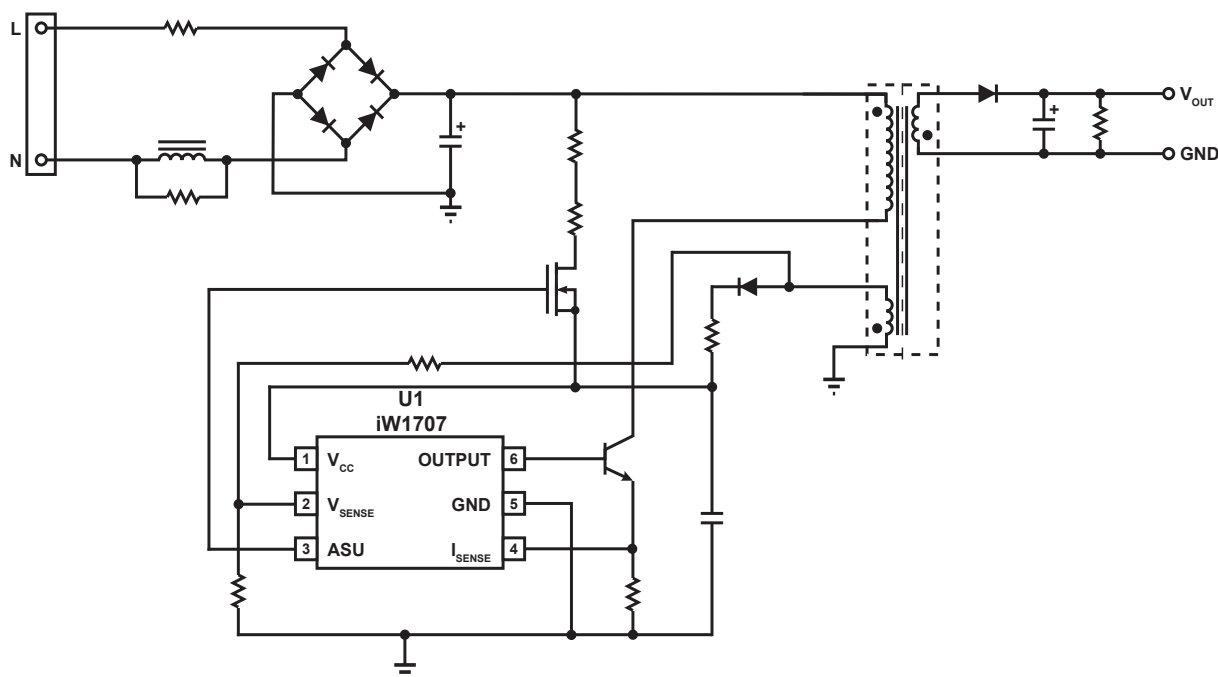 L
N
+
+
V_OUT
GND
U1
iW1707
1 V_CC OUTPUT 6
2 V_SENSE GND 5
3 ASU I_SENSE 4